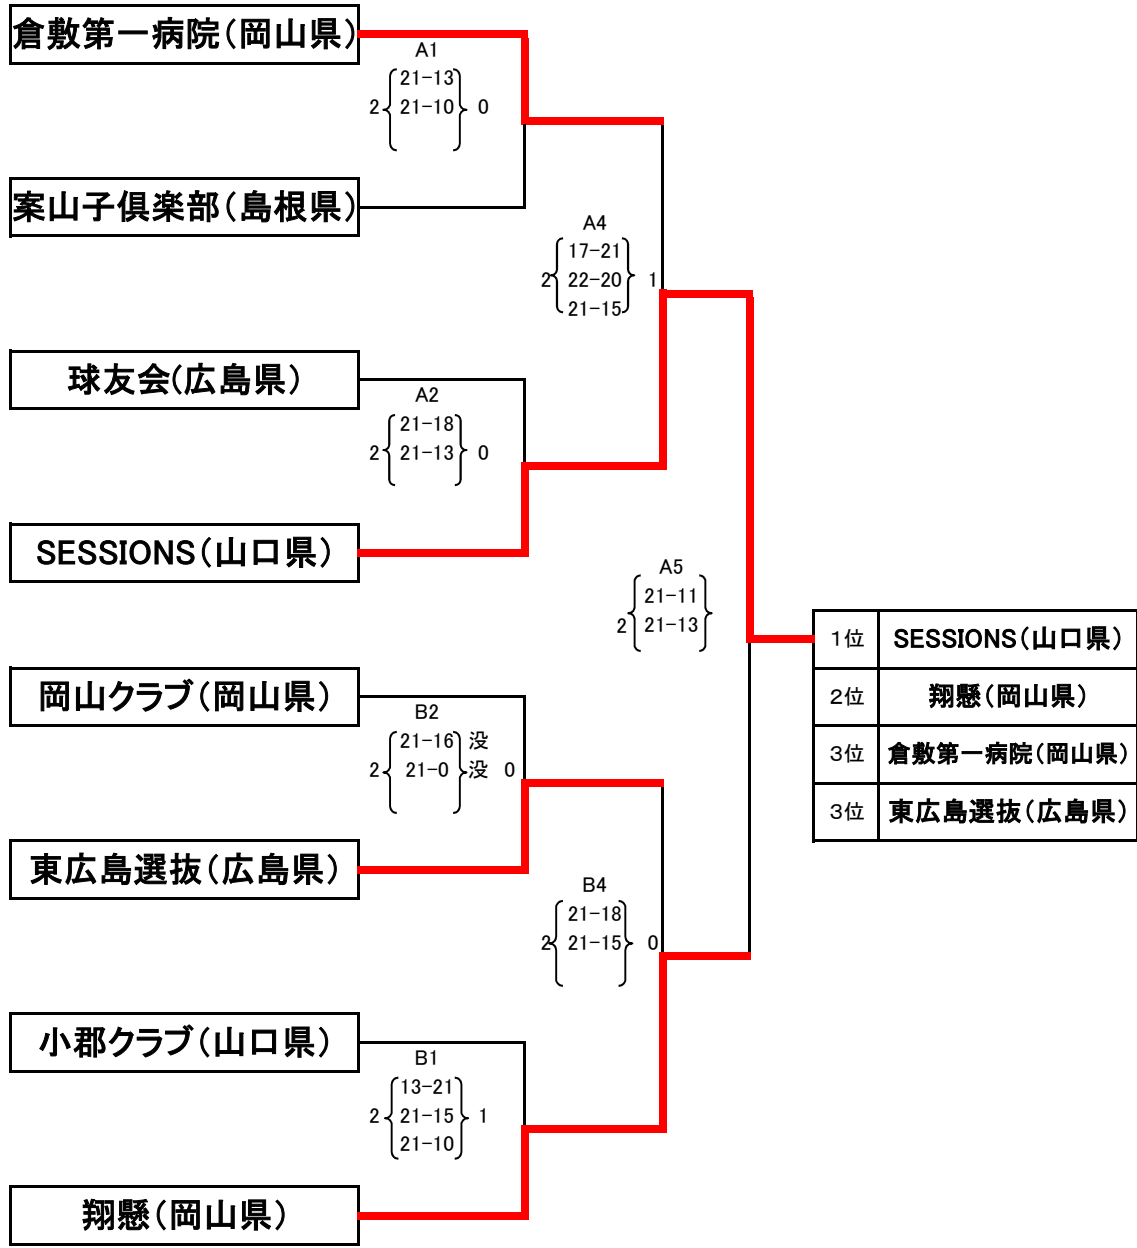 倉敷第一病院（岡山県）
A1
21-13
2 21-10 0
案山子倶楽部（島根県）
A4
17-21
2 22-20 1
21-15
球友会(広島県）
A2
21-18
2 21-13 0
SESSIONS（山口県）
A5
21-11
2 21-13
1位 SESSIONS（山口県）
2位 翔懸（岡山県）
3位 倉敷第一病院（岡山県）
3位 東広島選抜（広島県）
岡山クラブ（岡山県）
B2
21-16 没
2 21-0 没 0
東広島選抜（広島県）
B4
21-18
2 21-15 0
小郡クラブ（山口県）
B1
13-21
2 21-15 1
21-10
翔懸（岡山県）